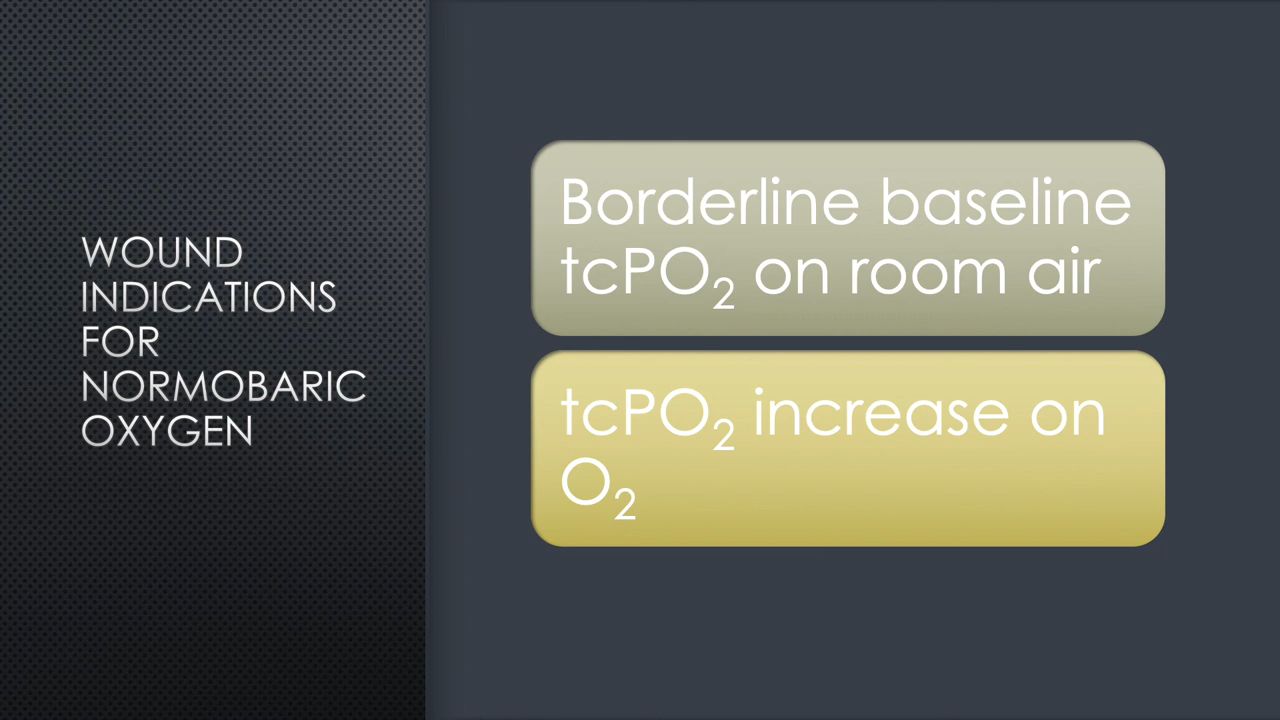 WOUND
INDICATIONS
FOR
NORMOBARIC
OXYGEN
Borderline baseline
tcPO₂ on room air
tcPO₂ increase on
O₂